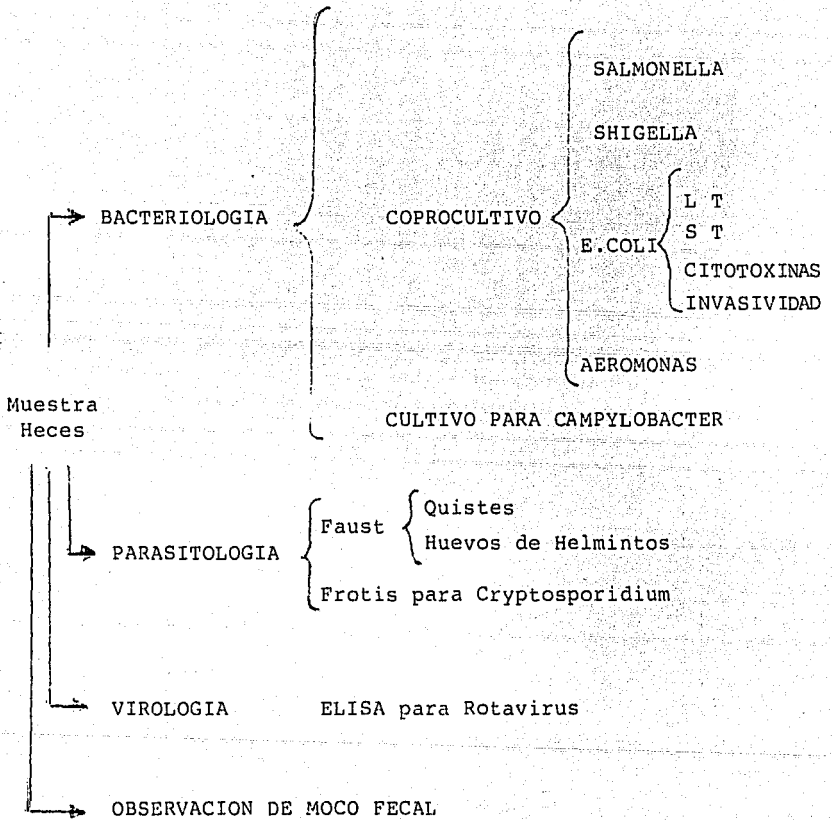 SALMONELLA
SHIGELLA
BACTERIOLOGIA
COPROCULTIVO
E.COLI
L T
S T
CITOTOXINAS
INVASIVIDAD
AEROMONAS
CULTIVO PARA CAMPYLOBACTER
Muestra
Heces
PARASITOLOGIA
Faust
Quistes
Huevos de Helmintos
Frotis para Cryptosporidium
VIROLOGIA
ELISA para Rotavirus
OBSERVACION DE MOCO FECAL